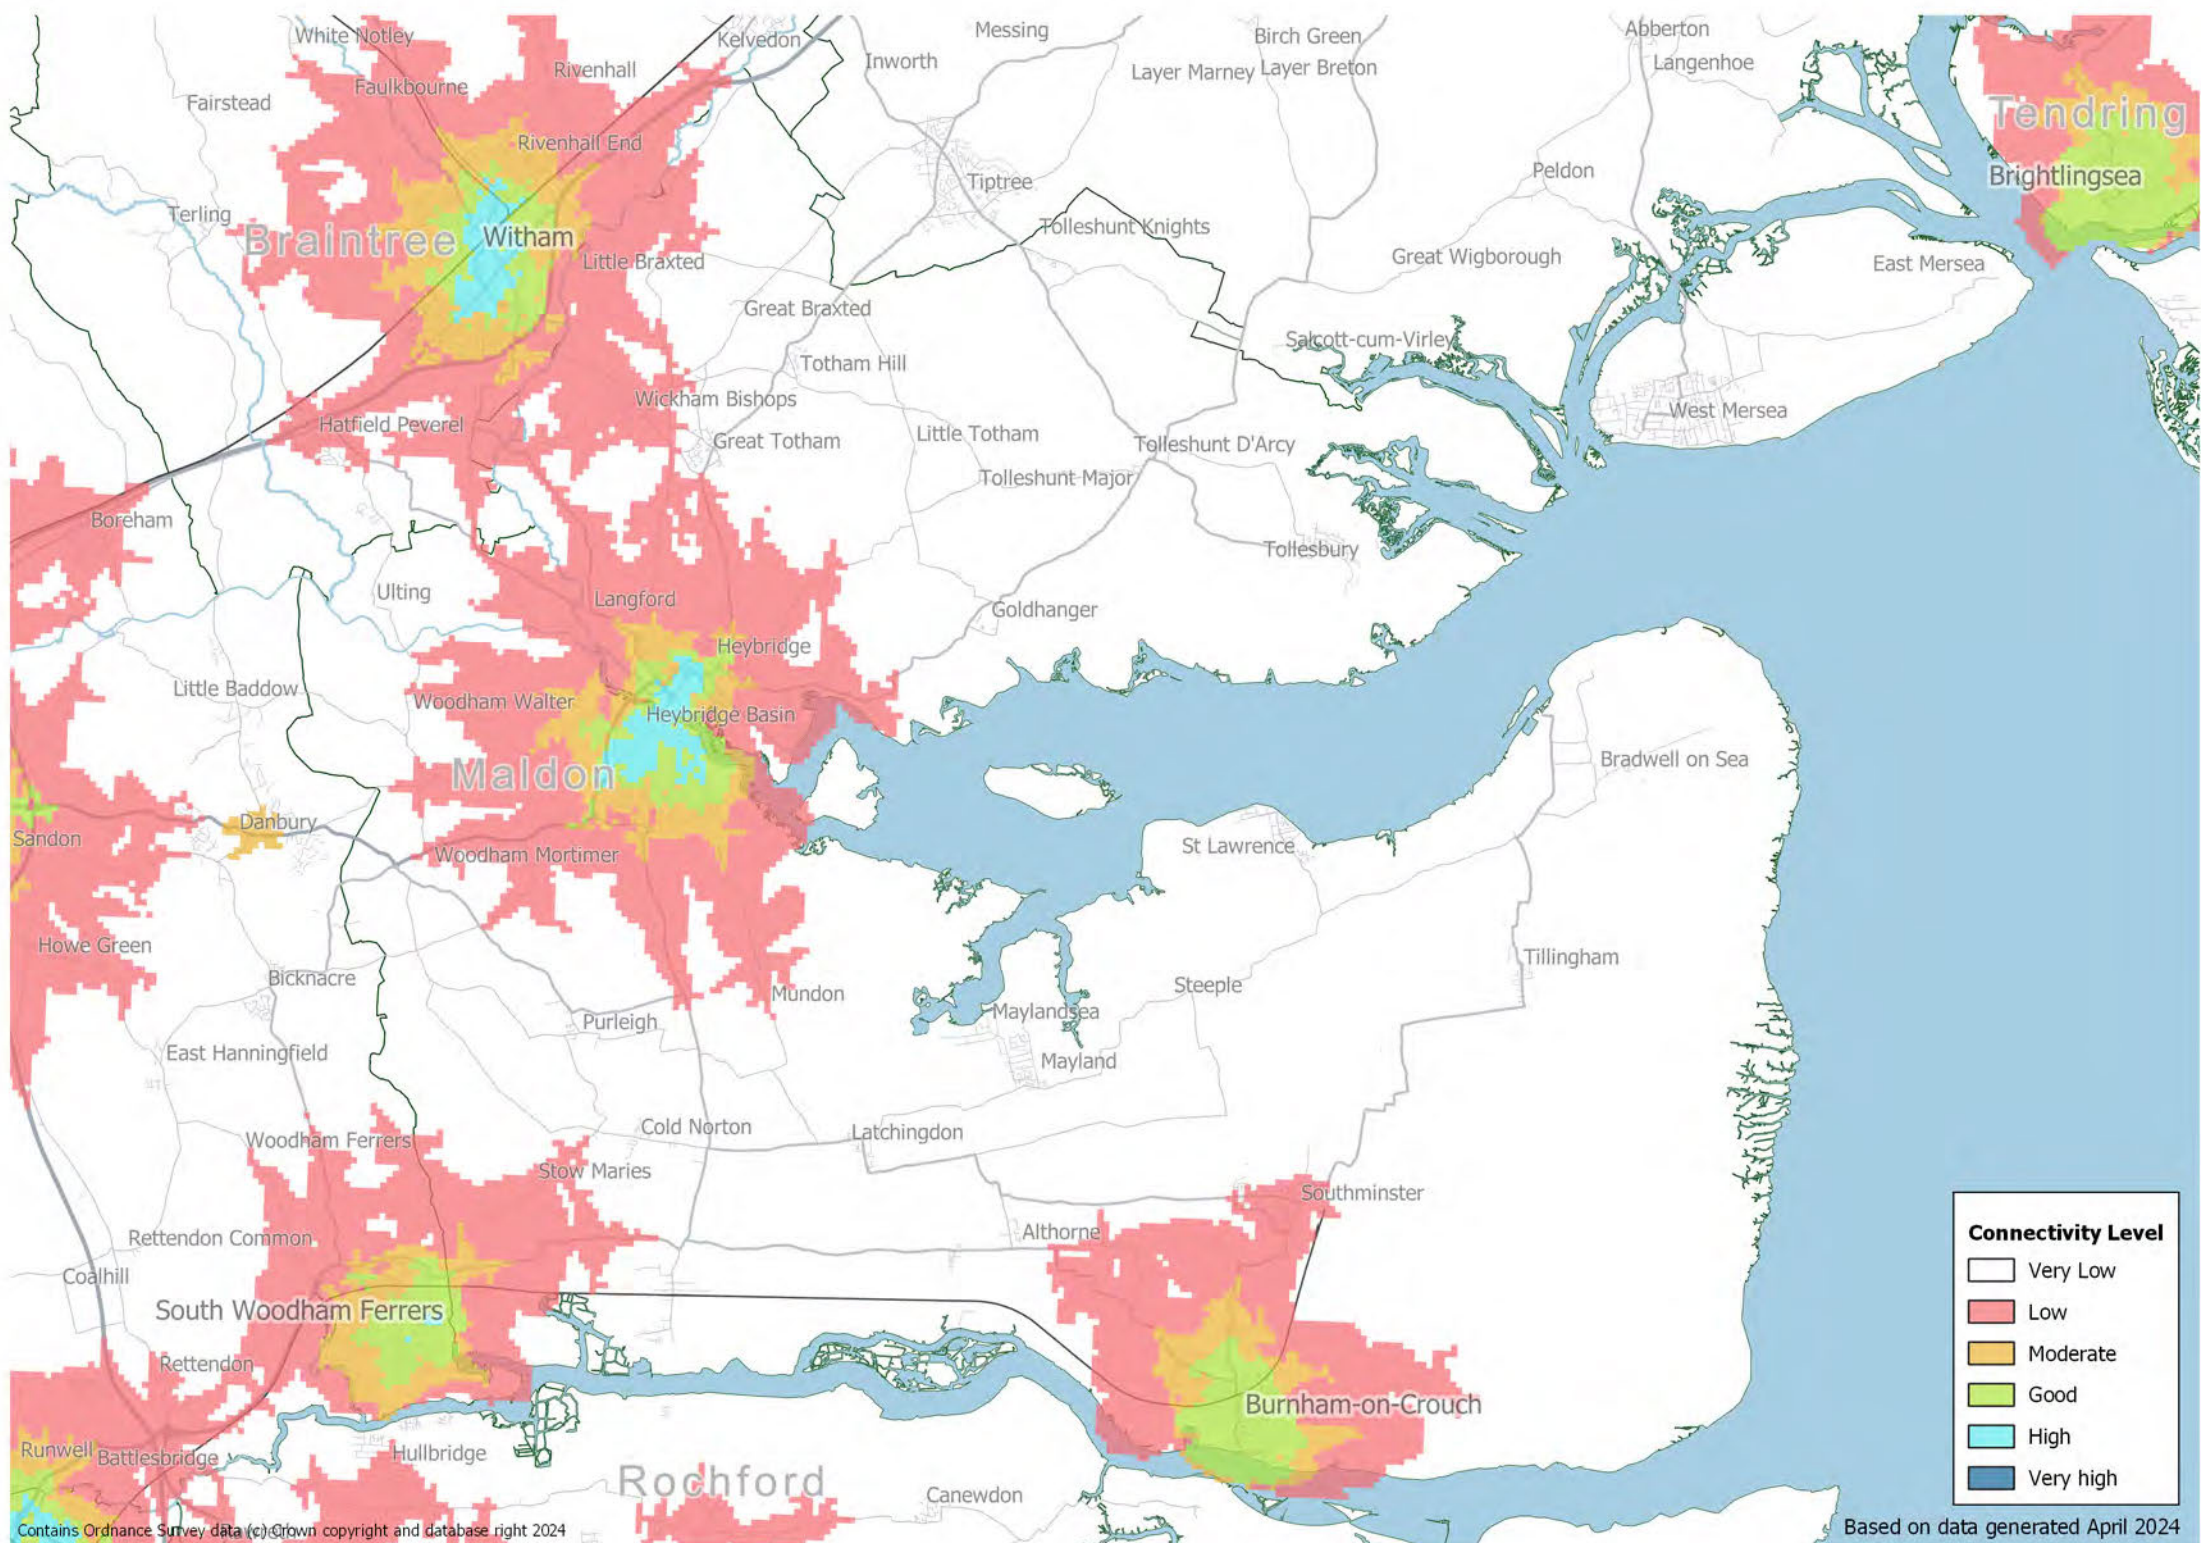 White Notley
Kelvedon
Messing
Birch Green
Abberton
Inworth
Rivenhall
Layer Marney
Layer Breton
Langenhoe
Faulkbourne
Fairstead
Tendring
Rivenhall End
Peldon
Brightlingsea
Tiptree
Terling
Tolleshunt Knights
Braintree
Witham
Little Braxted
Great Wigborough
East Mersea
Great Braxted
Salcott-cum-Virley
Totham Hill
Wickham Bishops
West Mersea
Hatfield Peverel
Great Totham
Little Totham
Tolleshunt D'Arcy
Tolleshunt Major
Boreham
Tollesbury
Ulting
Langford
Goldhanger
Heybridge
Little Baddow
Woodham Walter
Heybridge Basin
Bradwell on Sea
Maldon
Danbury
Sandon
St Lawrence
Woodham Mortimer
Howe Green
Tillingham
Bicknacre
Steeple
Mundon
Maylandsea
Purleigh
East Hanningfield
Mayland
Cold Norton
Latchingdon
Woodham Ferrers
Stow Maries
Southminster
Rettendon Common
Althorne
Coalhill
South Woodham Ferrers
Rettendon
Burnham-on-Crouch
Runwell
Battlesbridge
Hullbridge
Rochford
Canewdon
Connectivity Level
Very Low
Low
Moderate
Good
High
Very high
Contains Ordnance Survey data (c) Crown copyright and database right 2024
Based on data generated April 2024